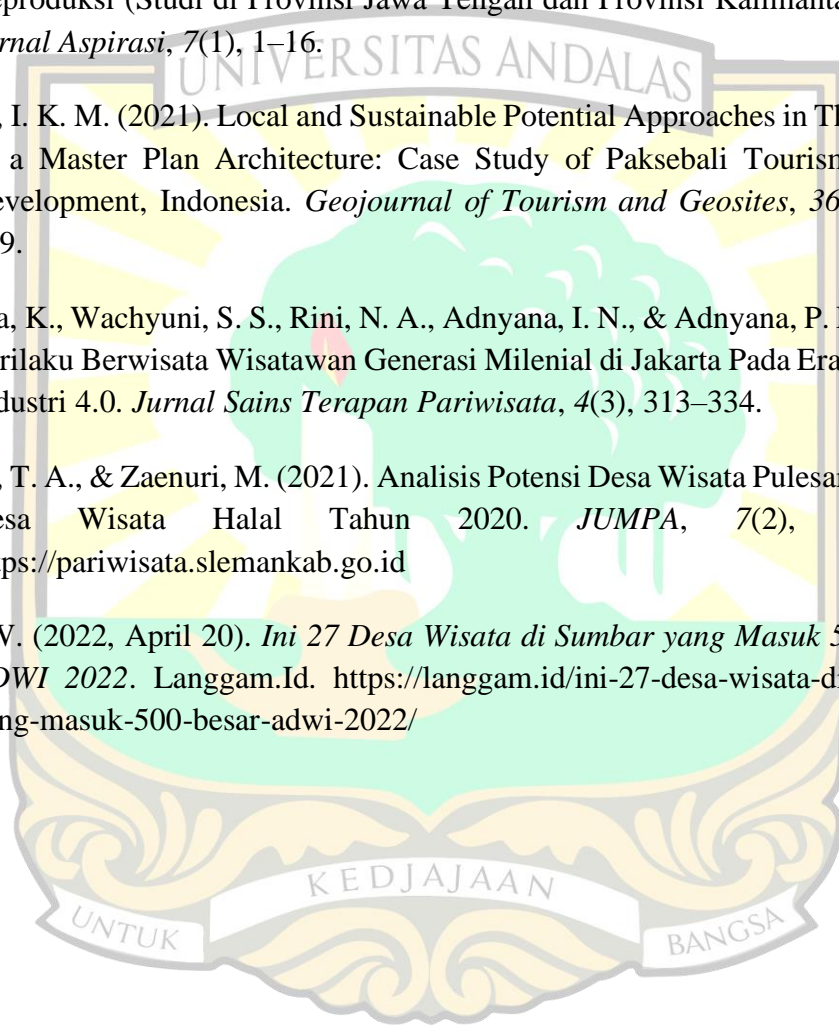 produksi (Studi di Provinsi Jawa Tengah dan Provinsi Kalimanta
rnal Aspirasi, 7(1), 1–16.
UNIVERSITAS ANDALAS
, I. K. M. (2021). Local and Sustainable Potential Approaches in Th
a Master Plan Architecture: Case Study of Paksebali Tourism
evelopment, Indonesia. Geojournal of Tourism and Geosites, 36
9.
a, K., Wachyuni, S. S., Rini, N. A., Adnyana, I. N., & Adnyana, P. 
rilaku Berwisata Wisatawan Generasi Milenial di Jakarta Pada Era
dustri 4.0. Jurnal Sains Terapan Pariwisata, 4(3), 313–334.
, T. A., & Zaenuri, M. (2021). Analisis Potensi Desa Wisata Pulesar
esa Wisata Halal Tahun 2020. JUMPA, 7(2),
tps://pariwisata.slemankab.go.id
V. (2022, April 20). Ini 27 Desa Wisata di Sumbar yang Masuk 5
DWI 2022. Langgam.Id. https://langgam.id/ini-27-desa-wisata-di
ng-masuk-500-besar-adwi-2022/
UNTUK KEDJAJAAN BANGSA